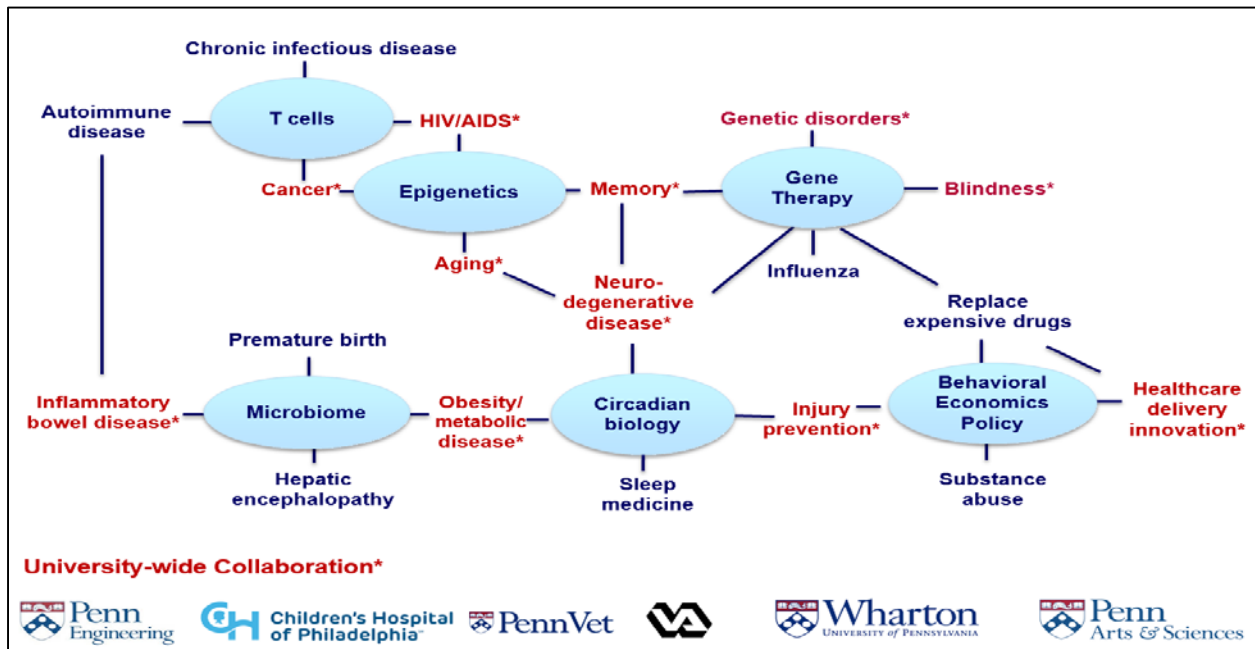 Chronic infectious disease
Autoimmune
disease
T cells
HIV/AIDS*
Genetic disorders*
Cancer*
Epigenetics
Memory*
Gene
Therapy
Blindness*
Aging*
Influenza
Neuro-
degenerative
disease*
Replace
expensive drugs
Premature birth
Inflammatory
bowel disease*
Microbiome
Obesity/
metabolic
disease*
Circadian
biology
Injury
prevention*
Behavioral
Economics
Policy
Healthcare
delivery
innovation*
Hepatic
encephalopathy
Sleep
medicine
Substance
abuse
University-wide Collaboration*
Penn
Engineering
CH
Children's Hospital
of Philadelphia™
PennVet
VA
Wharton
UNIVERSITY OF PENNSYLVANIA
Penn
Arts & Sciences